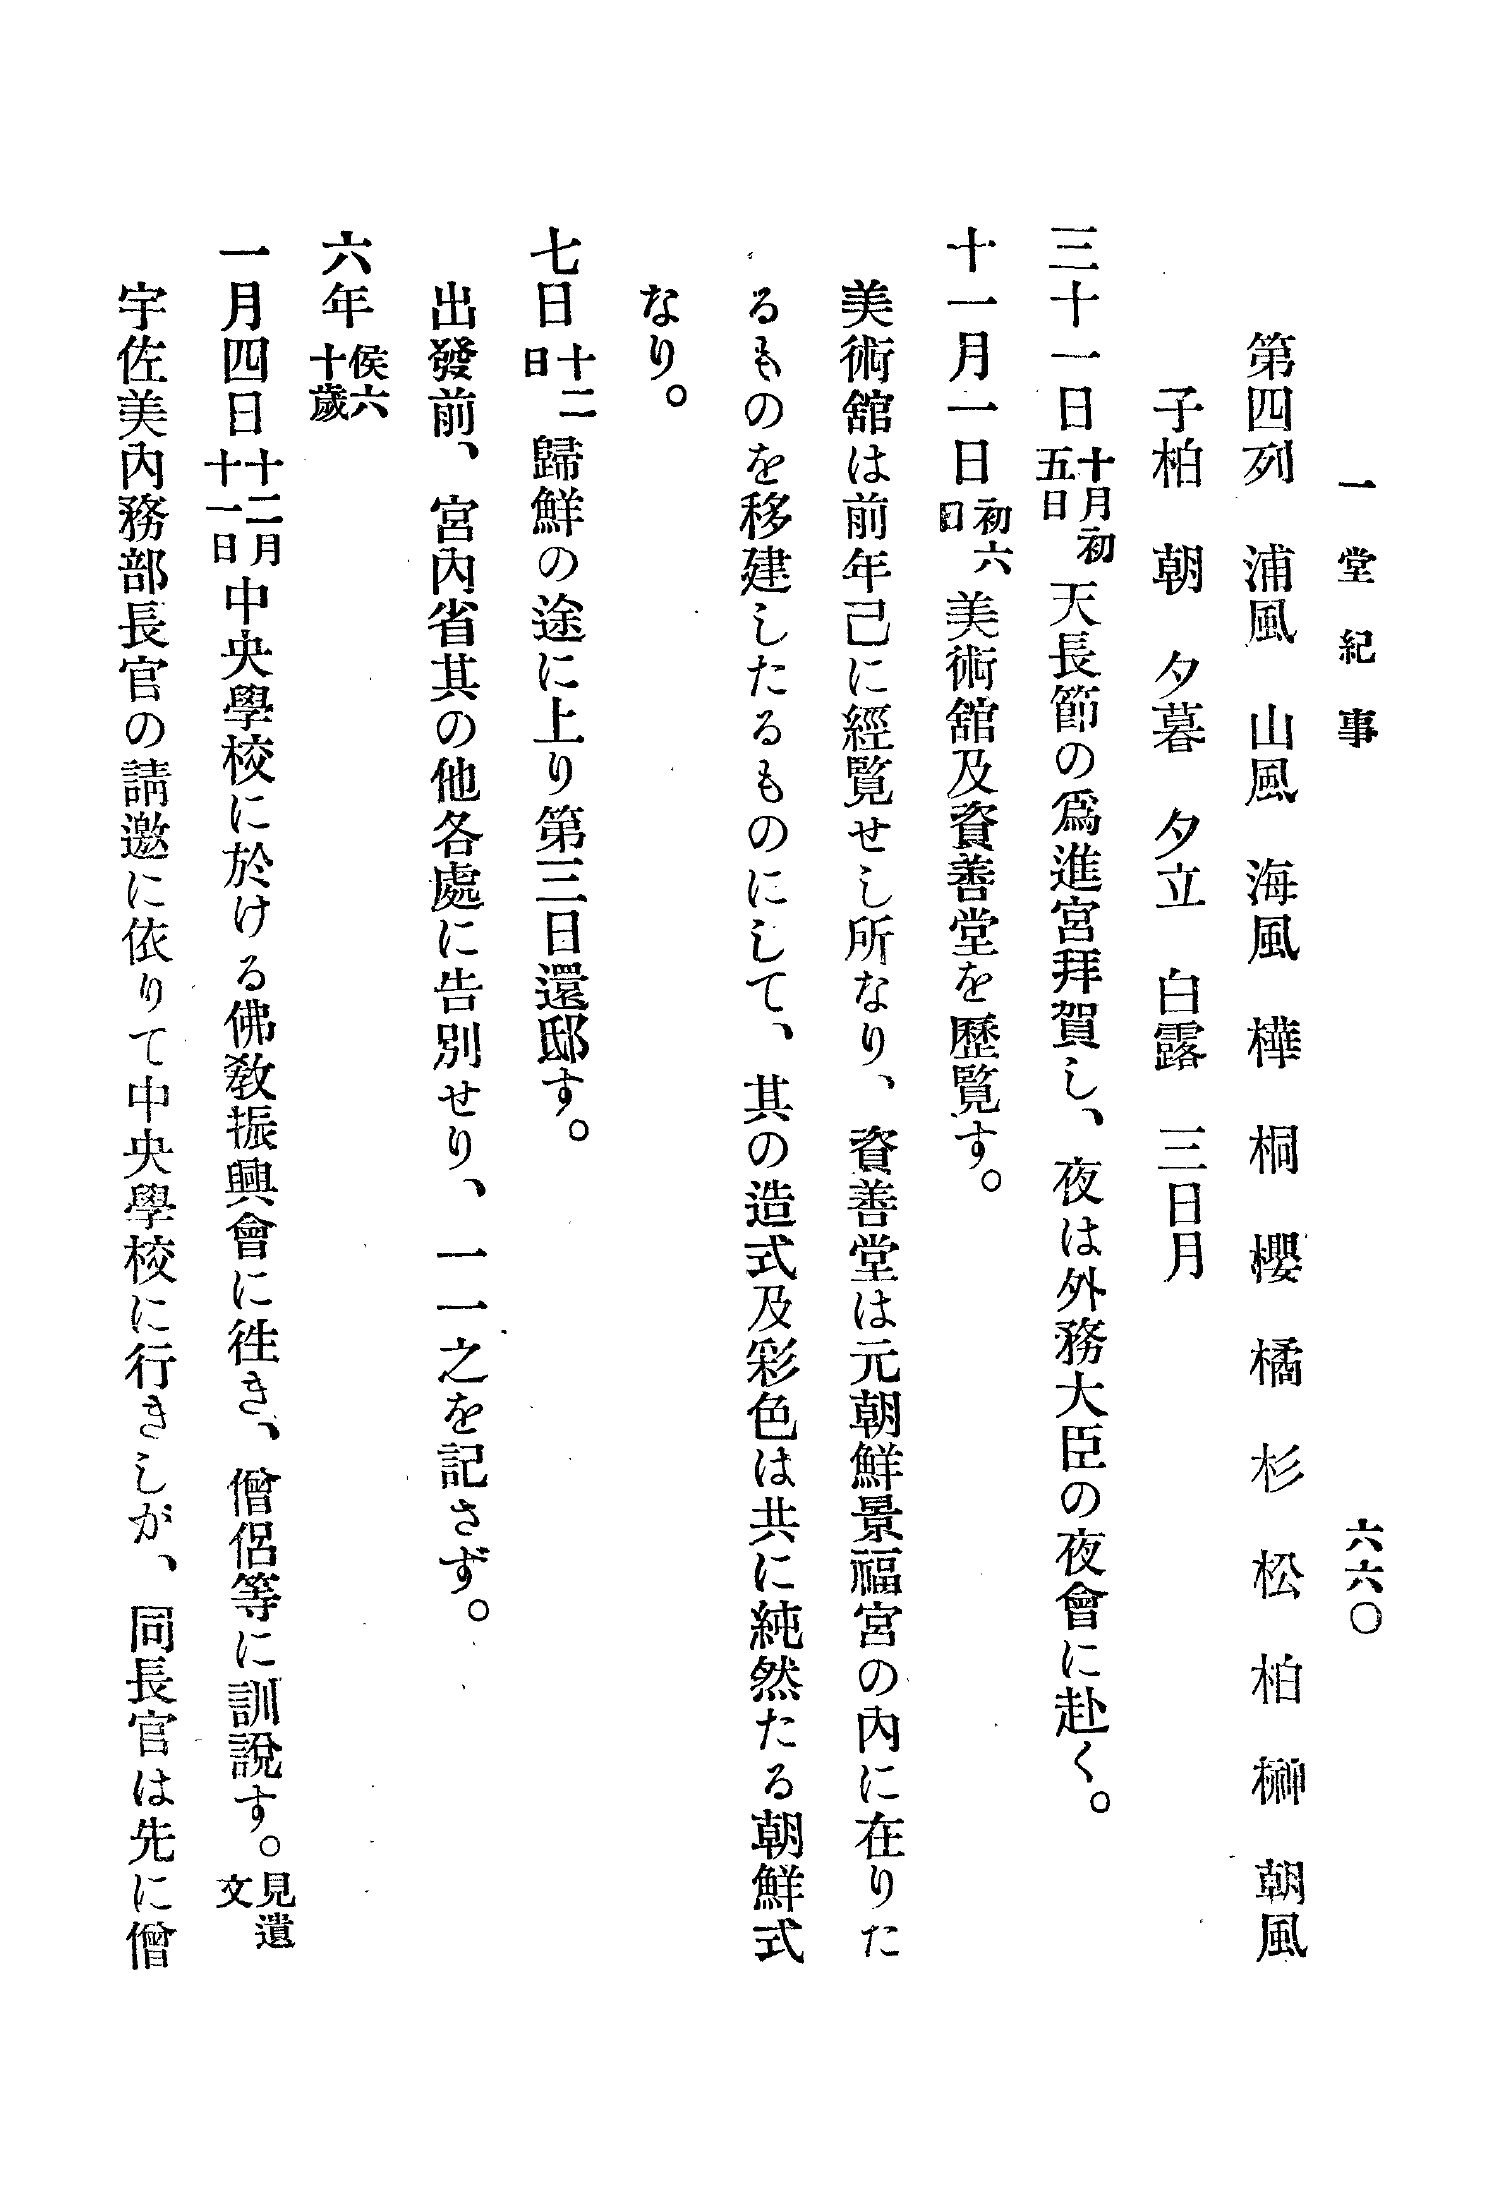 一堂紀事
六六〇
第四列　浦風　山風　海風　樺　桐　櫻　橘　杉　松　柏　榊　朝風
子柏　朝　夕暮　夕立　白露　三日月
三十一日十月初五日天長節の爲進宮拜賀し、夜は外務大臣の夜會に赴く。
十一月一日初六日美術舘及資善堂を歷覽す。
美術舘は前年己に經覽せし所なり、資善堂は元朝鮮景福宮の內に在りた
るものを移建したるものにして、其の造式及彩色は共に純然たる朝鮮式
なり。
七日十二日歸鮮の途に上り第三日還邸す。
出發前、宮內省其の他各處に吿別せり、一一之を記さず。
六年侯六十歲
一月四日十二月十一日中央學校に於ける佛敎振興會に徃き、僧侶等に訓說す。見遺文
宇佐美內務部長官の請邀に依りて中央學校に行きしが、同長官は先に僧